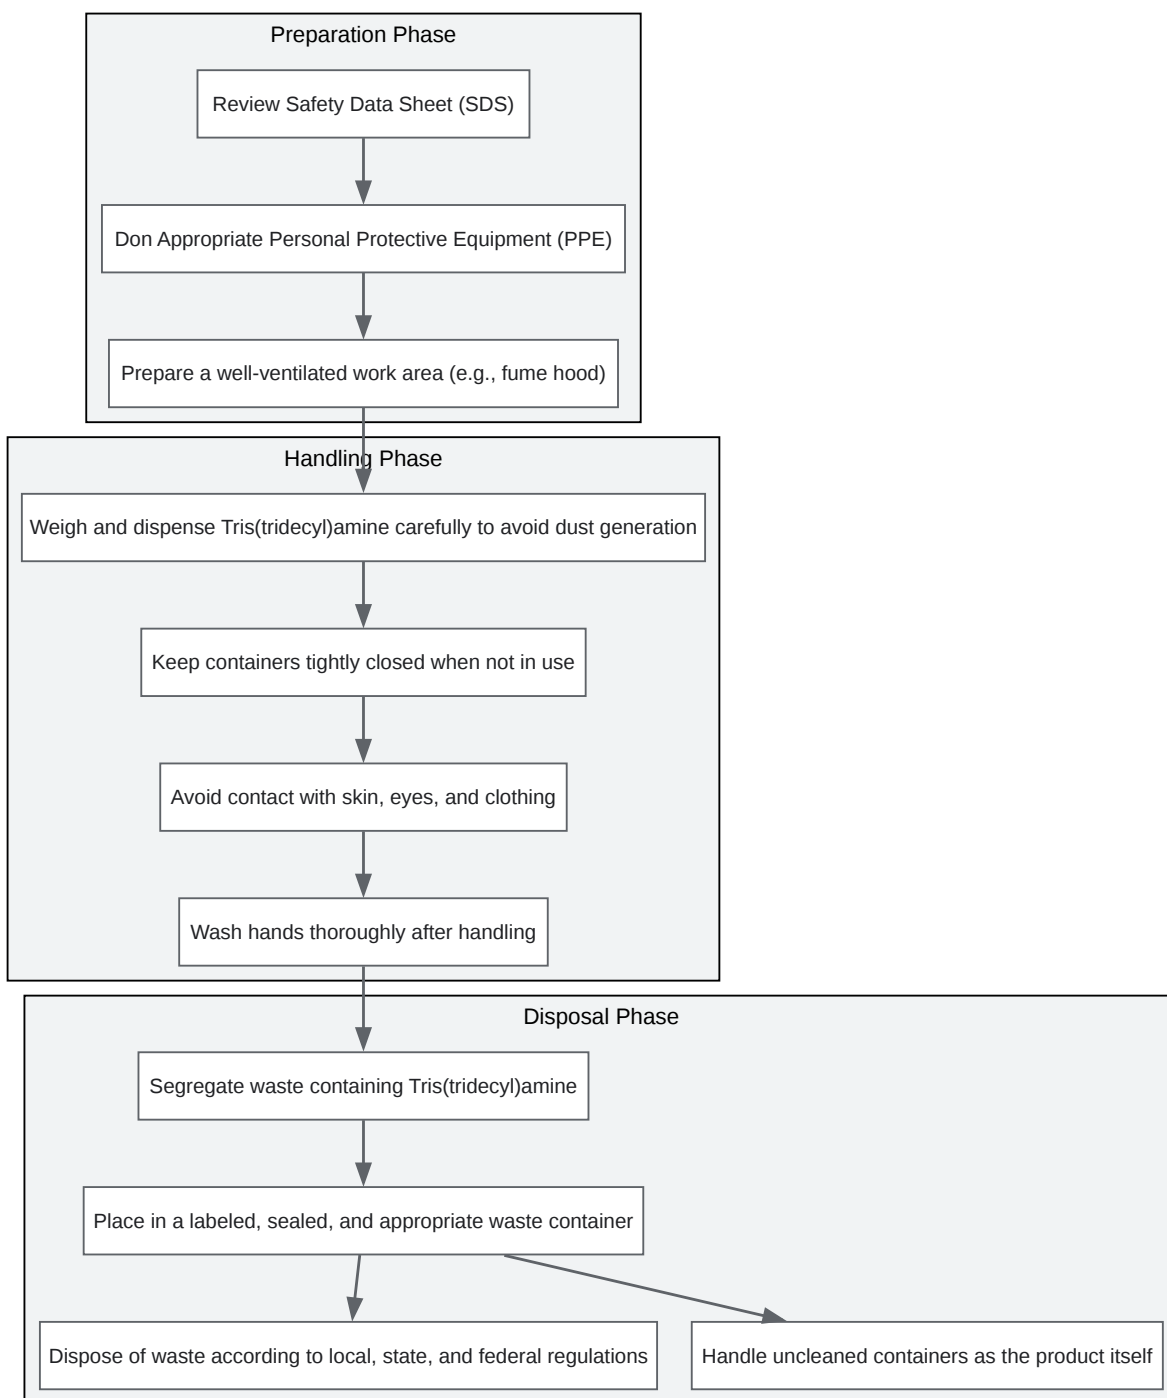 Preparation Phase
Review Safety Data Sheet (SDS)
Don Appropriate Personal Protective Equipment (PPE)
Prepare a well-ventilated work area (e.g., fume hood)
Handling Phase
Weigh and dispense Tris(tridecyl)amine carefully to avoid dust generation
Keep containers tightly closed when not in use
Avoid contact with skin, eyes, and clothing
Wash hands thoroughly after handling
Disposal Phase
Segregate waste containing Tris(tridecyl)amine
Place in a labeled, sealed, and appropriate waste container
Dispose of waste according to local, state, and federal regulations
Handle uncleaned containers as the product itself